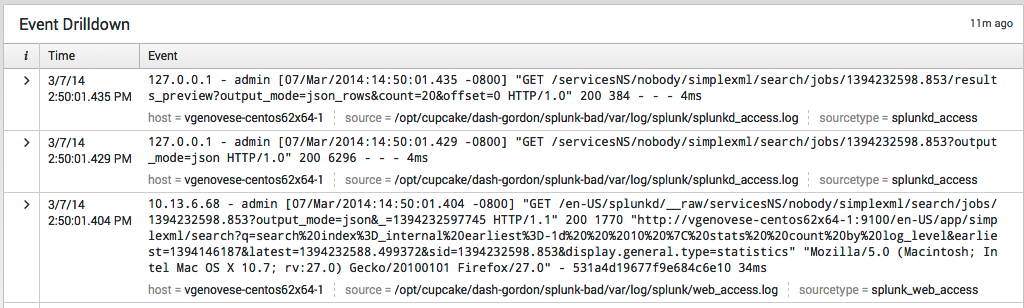 Event Drilldown 11m ago
i Time Event
3/7/14 127.0.0.1 - admin [07/Mar/2014:14:50:01.435 -0800] "GET /servicesNS/nobody/simplexml/search/jobs/1394232598.853/result
2:50:01.435 PM s_preview?output_mode=json_rows&count=20&offset=0 HTTP/1.0" 200 384 - - - 4ms
host = vgenovese-centos62x64-1 source = /opt/cupcake/dash-gordon/splunk-bad/var/log/splunk/splunkd_access.log sourcetype = splunkd_access
3/7/14 127.0.0.1 - admin [07/Mar/2014:14:50:01.429 -0800] "GET /servicesNS/nobody/simplexml/search/jobs/1394232598.853?output
2:50:01.429 PM _mode=json HTTP/1.0" 200 6296 - - - 4ms
host = vgenovese-centos62x64-1 source = /opt/cupcake/dash-gordon/splunk-bad/var/log/splunk/splunkd_access.log sourcetype = splunkd_access
3/7/14 10.13.6.68 - admin [07/Mar/2014:14:50:01.404 -0800] "GET /en-US/splunkd/__raw/servicesNS/nobody/simplexml/search/jobs/
2:50:01.404 PM 1394232598.853?output_mode=json&_=1394232597745 HTTP/1.1" 200 1770 "http://vgenovese-centos62x64-1:9100/en-US/app/sim
plexml/search?q=search%20index%3D_internal%20earliest%3D-1d%20%20%2010%20%7C%20stats%20%20count%20by%20log_level&earlie
st=1394146187&latest=1394232588.499372&sid=1394232598.853&display.general.type=statistics" "Mozilla/5.0 (Macintosh; In
tel Mac OS X 10.7; rv:27.0) Gecko/20100101 Firefox/27.0" - 531a4d19677f9e684c6e10 34ms
host = vgenovese-centos62x64-1 source = /opt/cupcake/dash-gordon/splunk-bad/var/log/splunk/web_access.log sourcetype = splunk_web_access